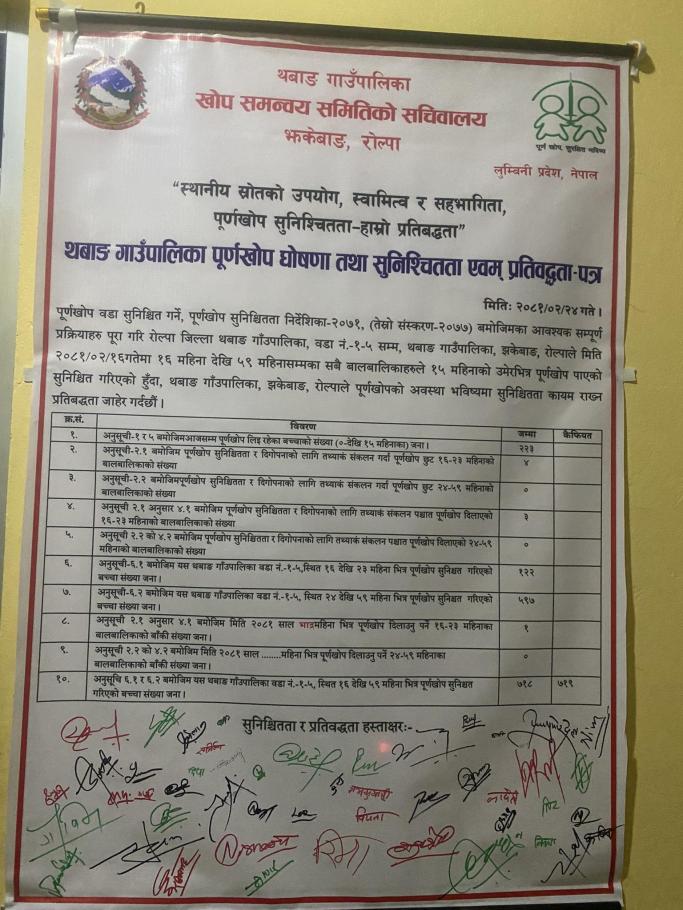 थबाङ गाउँपालिका
खोप समन्वय समितिको सचिवालय
झकेबाङ, रोल्पा
पूर्ण खोप, सुरक्षित भविष्य
लुम्बिनी प्रदेश, नेपाल
“स्थानीय स्रोतको उपयोग, स्वामित्व र सहभागिता,
पूर्णखोप सुनिश्चितता-हाम्रो प्रतिबद्धता”
थबाङ गाउँपालिका पूर्णखोप घोषणा तथा सुनिश्चितता एवम् प्रतिवद्धता-पत्र
मितिः २०८१/०२/२४ गते ।
पूर्णखोप वडा सुनिश्चित गर्ने, पूर्णखोप सुनिश्चितता निर्देशिका-२०७१, (तेस्रो संस्करण-२०७७) बमोजिमका आवश्यक सम्पूर्ण
प्रक्रियाहरु पूरा गरि रोल्पा जिल्ला थबाङ गाँउपालिका, वडा नं.-१-५ सम्म, थबाङ गाउँपालिका, झकेबाङ, रोल्पाले मिति
२०८१/०२/१६गतेमा १६ महिना देखि ५९ महिनासम्मका सबै बालबालिकाहरुले १५ महिनाको उमेरभित्र पूर्णखोप पाएको
सुनिश्चित गरिएको हुँदा, थबाङ गाँउपालिका, झकेबाङ, रोल्पाले पूर्णखोपको अवस्था भविष्यमा सुनिश्चितता कायम राख्न
प्रतिबद्धता जाहेर गर्दछौं ।
क्र.सं. विवरण जम्मा कैफियत
१. अनुसूची-१ र ५ बमोजिमआजसम्म पूर्णखोप लिइ रहेका बच्चाको संख्या (०-देखि १५ महिनाका) जना । २२३
२. अनुसूची-२.१ बमोजिम पूर्णखोप सुनिश्चितता र दिगोपनाको लागि तथ्याकं संकलन गर्दा पूर्णखोप छुट १६-२३ महिनाको
बालबालिकाको संख्या ४
३. अनुसूची-२.२ बमोजिमपूर्णखोप सुनिश्चितता र दिगोपनाको लागि तथ्याकं संकलन गर्दा पूर्णखोप छुट २४-५९ महिनाको
बालबालिकाको संख्या ०
४. अनुसूची २.१ अनुसार ४.१ बमोजिम पूर्णखोप सुनिश्चितता र दिगोपनाको लागि तथ्याकं संकलन पश्चात पूर्णखोप दिलाएको
१६-२३ महिनाको बालबालिकाको संख्या ३
५. अनुसूची २.२ को ४.२ बमोजिम पूर्णखोप सुनिश्चितता र दिगोपनाको लागि तथ्याकं संकलन पश्चात पूर्णखोप दिलाएको २४-५९
महिनाको बालबालिकाको संख्या ०
६. अनुसूची-६.१ बमोजिम यस थबाङ गाँउपालिका वडा नं.-१-५,स्थित १६ देखि २३ महिना भित्र पूर्णखोप सुनिश्चत गरिएको
बच्चा संख्या जना । १२२
७. अनुसूची-६.२ बमोजिम यस थबाङ गाँउपालिका वडा नं.-१-५, स्थित २४ देखि ५९ महिना भित्र पूर्णखोप सुनिश्चत गरिएको
बच्चा संख्या जना । ५९७
८. अनुसूची २.१ अनुसार ४.१ बमोजिम मिति २०८१ साल भाद्रमहिना भित्र पूर्णखोप दिलाउनु पर्ने १६-२३ महिनाका
बालबालिकाको बाँकी संख्या जना । १
९. अनुसूची २.२ को ४.२ बमोजिम मिति २०८१ साल ........महिना भित्र पूर्णखोप दिलाउनु पर्ने २४-५९ महिनाका
बालबालिकाको बाँकी संख्या जना । ०
१०. अनुसूचि ६.१ र ६.२ बमोजिम यस थबाङ गाँउपालिका वडा नं.-१-५, स्थित १६ देखि ५९ महिना भित्र पूर्णखोप सुनिश्चत
गरिएको बच्चा संख्या जना । ७१८ ७१९
सुनिश्चितता र प्रतिवद्धता हस्ताक्षरः-